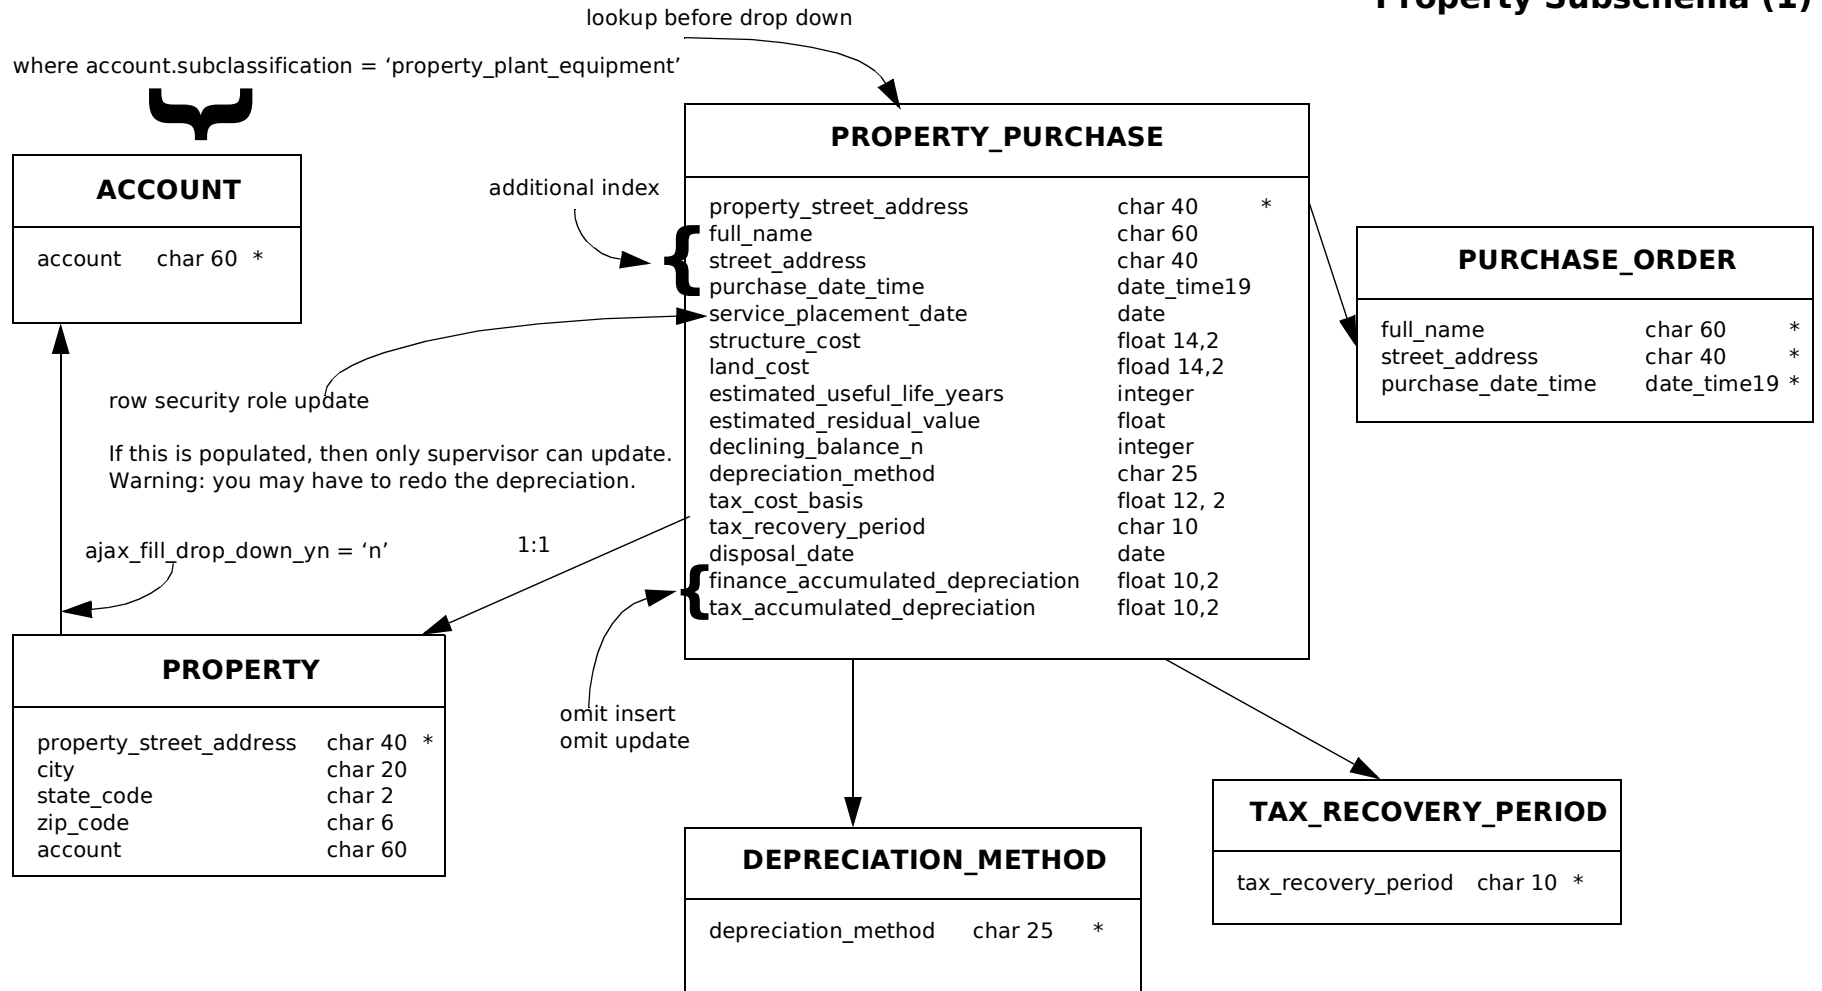 Property Subschema (1)
lookup before drop down
where account.subclassification = ‘property_plant_equipment’
ACCOUNT
account char 60 *
additional index
PROPERTY_PURCHASE
property_street_address char 40 *
full_name char 60
street_address char 40
purchase_date_time date_time19
service_placement_date date
structure_cost float 14,2
land_cost fload 14,2
estimated_useful_life_years integer
estimated_residual_value float
declining_balance_n integer
depreciation_method char 25
tax_cost_basis float 12, 2
tax_recovery_period char 10
disposal_date date
finance_accumulated_depreciation float 10,2
tax_accumulated_depreciation float 10,2
PURCHASE_ORDER
full_name char 60 *
street_address char 40 *
purchase_date_time date_time19 *
row security role update
If this is populated, then only supervisor can update.
Warning: you may have to redo the depreciation.
ajax_fill_drop_down_yn = ‘n’
1:1
PROPERTY
property_street_address char 40 *
city char 20
state_code char 2
zip_code char 6
account char 60
omit insert
omit update
DEPRECIATION_METHOD
depreciation_method char 25 *
TAX_RECOVERY_PERIOD
tax_recovery_period char 10 *